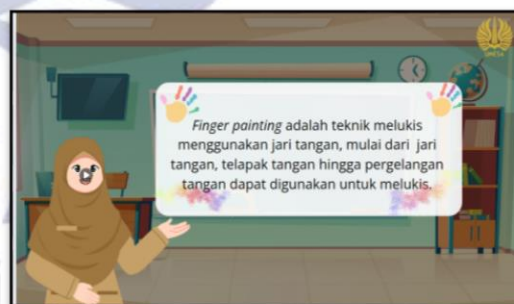 UNESA
Finger painting adalah teknik melukis
menggunakan jari tangan, mulai dari jari
tangan, telapak tangan hingga pergelangan
tangan dapat digunakan untuk melukis.